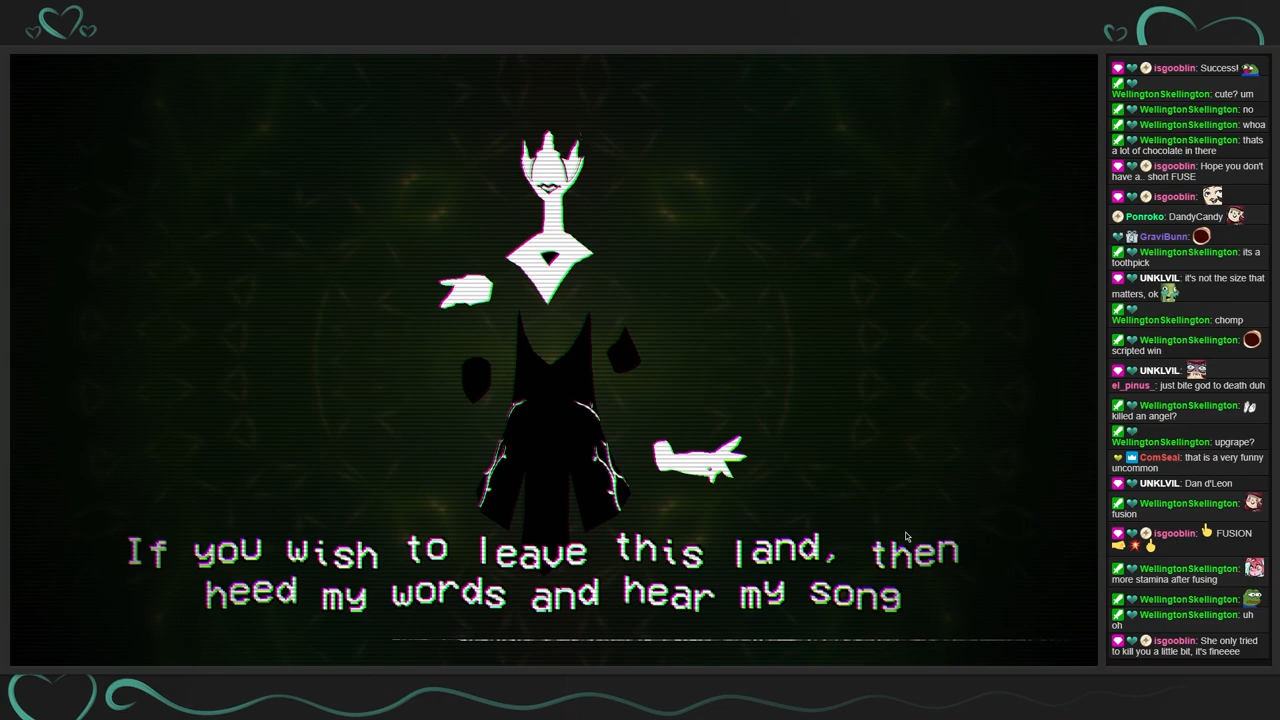 If you wish to leave this land, then
heed my words and hear my song
isgooblin: Success!
WellingtonSkellington: cute? um
WellingtonSkellington: no
WellingtonSkellington: whoa
WellingtonSkellington: thats
a lot of chocolate in there
isgooblin: Hope you don't
have a.. short FUSE
isgooblin:
Ponroko: DandyCandy
GraviBunn:
WellingtonSkellington: its a
toothpick
UNKLVIL: it's not the size that
matters, ok
WellingtonSkellington: chomp
WellingtonSkellington:
scripted win
UNKLVIL:
el_pinus_: just bite god to death duh
WellingtonSkellington:
killed an angel?
WellingtonSkellington: upgrape?
ComSeal: that is a very funny
uncommon
UNKLVIL: Dan d'Leon
WellingtonSkellington:
fusion
isgooblin: FUSION
WellingtonSkellington:
more stamina after fusing
WellingtonSkellington:
WellingtonSkellington: uh
oh
isgooblin: She only tried
to kill you a little bit, it's fineeee